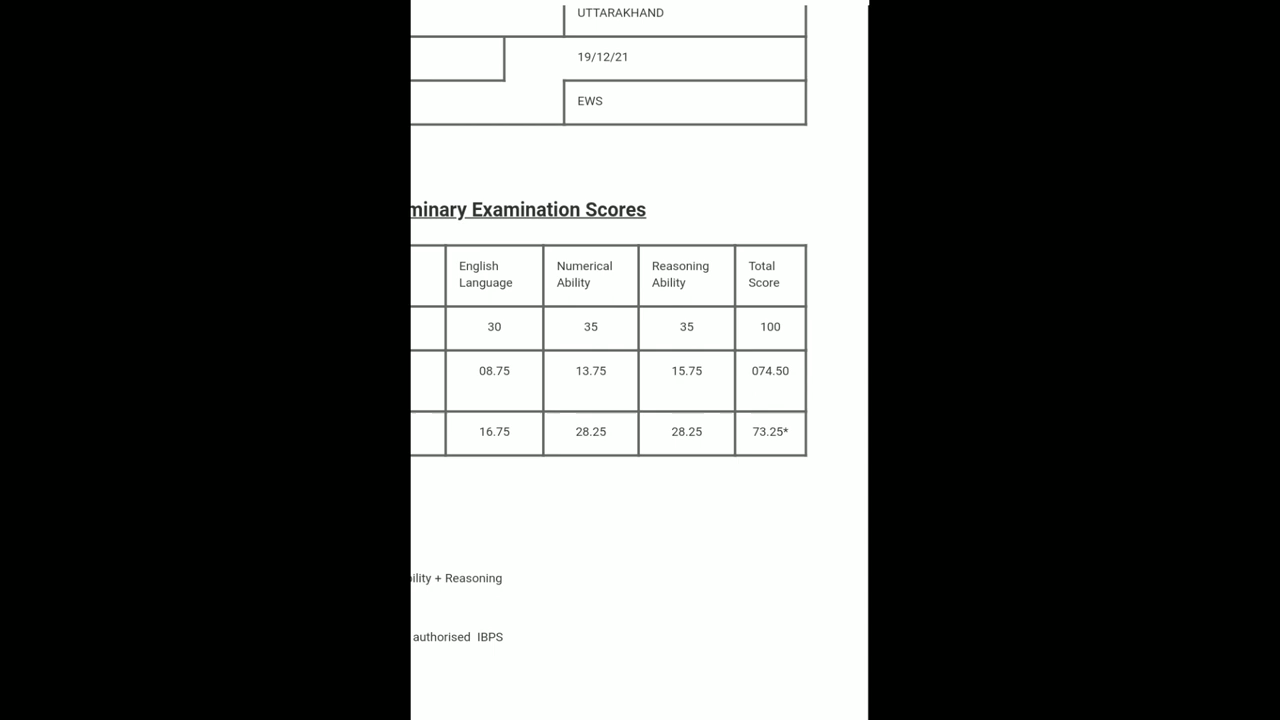 UTTARAKHAND
19/12/21
EWS
minary Examination Scores
English Language Numerical Ability Reasoning Ability Total Score
30 35 35 100
08.75 13.75 15.75 074.50
16.75 28.25 28.25 73.25*
ility + Reasoning
authorised IBPS